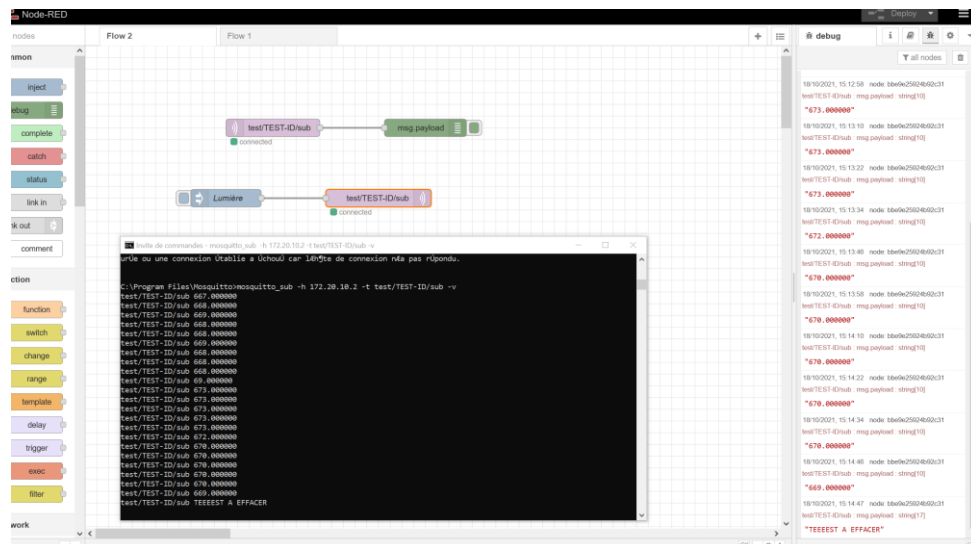 Node-RED
Deploy
nodes
Flow 2
Flow 1
debug
all nodes
mmon
inject
ebug
complete
catch
status
link in
nk out
comment
ction
function
switch
change
range
template
delay
trigger
exec
filter
work
test/TEST-ID/sub
msg.payload
connected
Lumière
test/TEST-ID/sub
connected
Invite de commandes - mosquitto_sub -h 172.20.10.2 -t test/TEST-ID/sub -v
urÙe ou une connexion Útablie a ÚchouÙ car lÆh¶te de connexion nÆa pas rÚpondu.
C:\Program Files\Mosquitto>mosquitto_sub -h 172.20.10.2 -t test/TEST-ID/sub -v
test/TEST-ID/sub 667.000000
test/TEST-ID/sub 668.000000
test/TEST-ID/sub 669.000000
test/TEST-ID/sub 668.000000
test/TEST-ID/sub 668.000000
test/TEST-ID/sub 669.000000
test/TEST-ID/sub 668.000000
test/TEST-ID/sub 668.000000
test/TEST-ID/sub 668.000000
test/TEST-ID/sub 69.000000
test/TEST-ID/sub 673.000000
test/TEST-ID/sub 673.000000
test/TEST-ID/sub 673.000000
test/TEST-ID/sub 673.000000
test/TEST-ID/sub 673.000000
test/TEST-ID/sub 672.000000
test/TEST-ID/sub 670.000000
test/TEST-ID/sub 670.000000
test/TEST-ID/sub 670.000000
test/TEST-ID/sub 670.000000
test/TEST-ID/sub 670.000000
test/TEST-ID/sub 669.000000
test/TEST-ID/sub TEEEEST A EFFACER
18/10/2021, 15:12:58 node: bbe9e25924b92c31
test/TEST-ID/sub : msg.payload : string[10]
"673.000000"
18/10/2021, 15:13:10 node: bbe9e25924b92c31
test/TEST-ID/sub : msg.payload : string[10]
"673.000000"
18/10/2021, 15:13:22 node: bbe9e25924b92c31
test/TEST-ID/sub : msg.payload : string[10]
"673.000000"
18/10/2021, 15:13:34 node: bbe9e25924b92c31
test/TEST-ID/sub : msg.payload : string[10]
"672.000000"
18/10/2021, 15:13:46 node: bbe9e25924b92c31
test/TEST-ID/sub : msg.payload : string[10]
"670.000000"
18/10/2021, 15:13:58 node: bbe9e25924b92c31
test/TEST-ID/sub : msg.payload : string[10]
"670.000000"
18/10/2021, 15:14:10 node: bbe9e25924b92c31
test/TEST-ID/sub : msg.payload : string[10]
"670.000000"
18/10/2021, 15:14:22 node: bbe9e25924b92c31
test/TEST-ID/sub : msg.payload : string[10]
"670.000000"
18/10/2021, 15:14:34 node: bbe9e25924b92c31
test/TEST-ID/sub : msg.payload : string[10]
"670.000000"
18/10/2021, 15:14:46 node: bbe9e25924b92c31
test/TEST-ID/sub : msg.payload : string[10]
"669.000000"
18/10/2021, 15:14:47 node: bbe9e25924b92c31
test/TEST-ID/sub : msg.payload : string[17]
"TEEEEST A EFFACER"